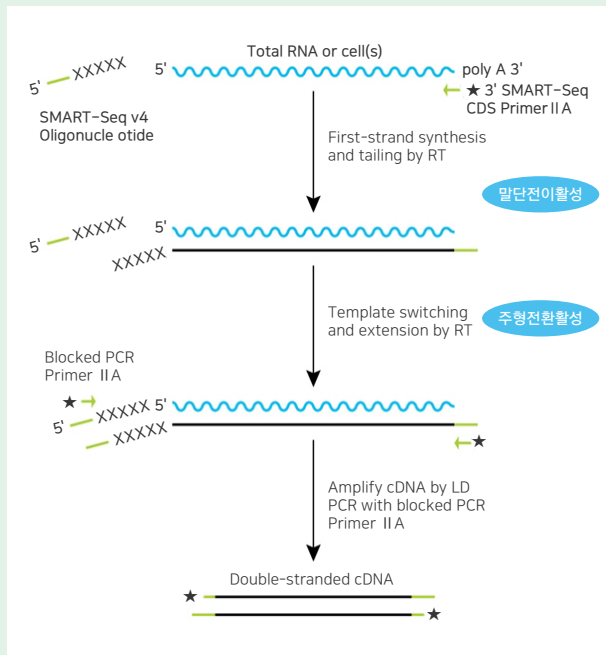 Total RNA or cell(s)
5' XXXXX
5'
poly A 3'
★ 3' SMART-Seq
CDS Primer II A
SMART-Seq v4
Oligonucle otide
First-strand synthesis
and tailing by RT
말단전이활성
5' XXXXX
5'
XXXXX
Template switching
and extension by RT
주형전환활성
Blocked PCR
Primer II A
★
5' XXXXX 5'
XXXXX
★
Amplify cDNA by LD
PCR with blocked PCR
Primer II A
Double-stranded cDNA
★
★